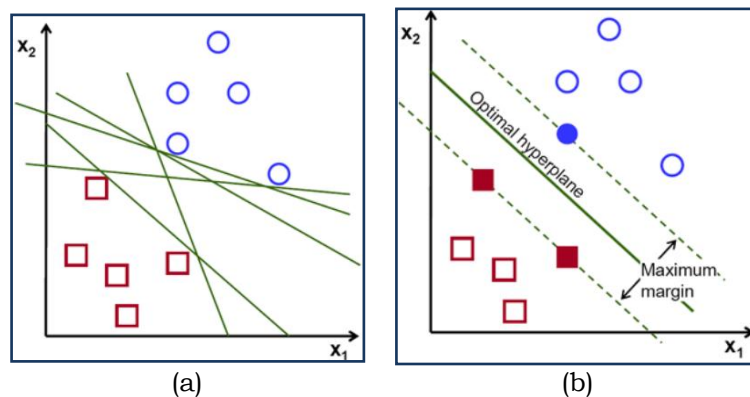 x2
x1
(a)
x2
Optimal hyperplane
Maximum
margin
x1
(b)